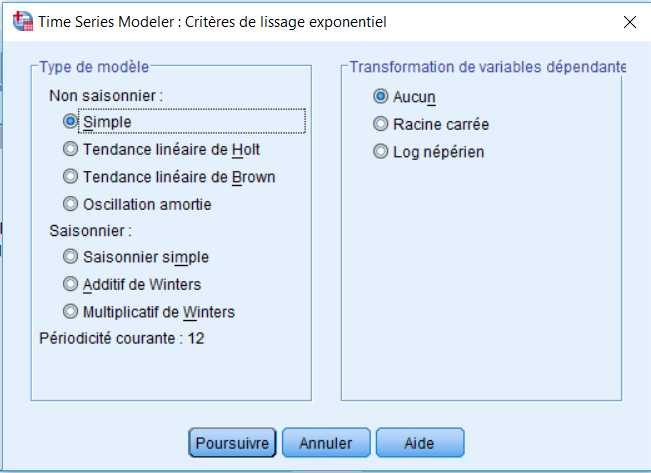 Time Series Modeler : Critères de lissage exponentiel
Type de modèle
Non saisonnier :
Simple
Tendance linéaire de Holt
Tendance linéaire de Brown
Oscillation amortie
Saisonnier :
Saisonnier simple
Additif de Winters
Multiplicatif de Winters
Périodicité courante : 12
Transformation de variables dépendante
Aucun
Racine carrée
Log népérien
Poursuivre
Annuler
Aide